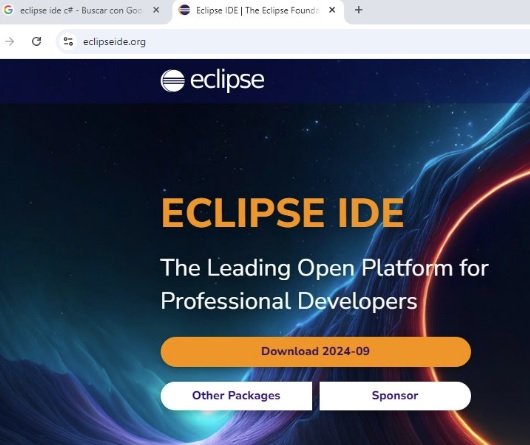 eclipse ide c# - Buscar con Goo
Eclipse IDE | The Eclipse Founda
eclipseide.org
eclipse
ECLIPSE IDE
The Leading Open Platform for
Professional Developers
Download 2024-09
Other Packages
Sponsor